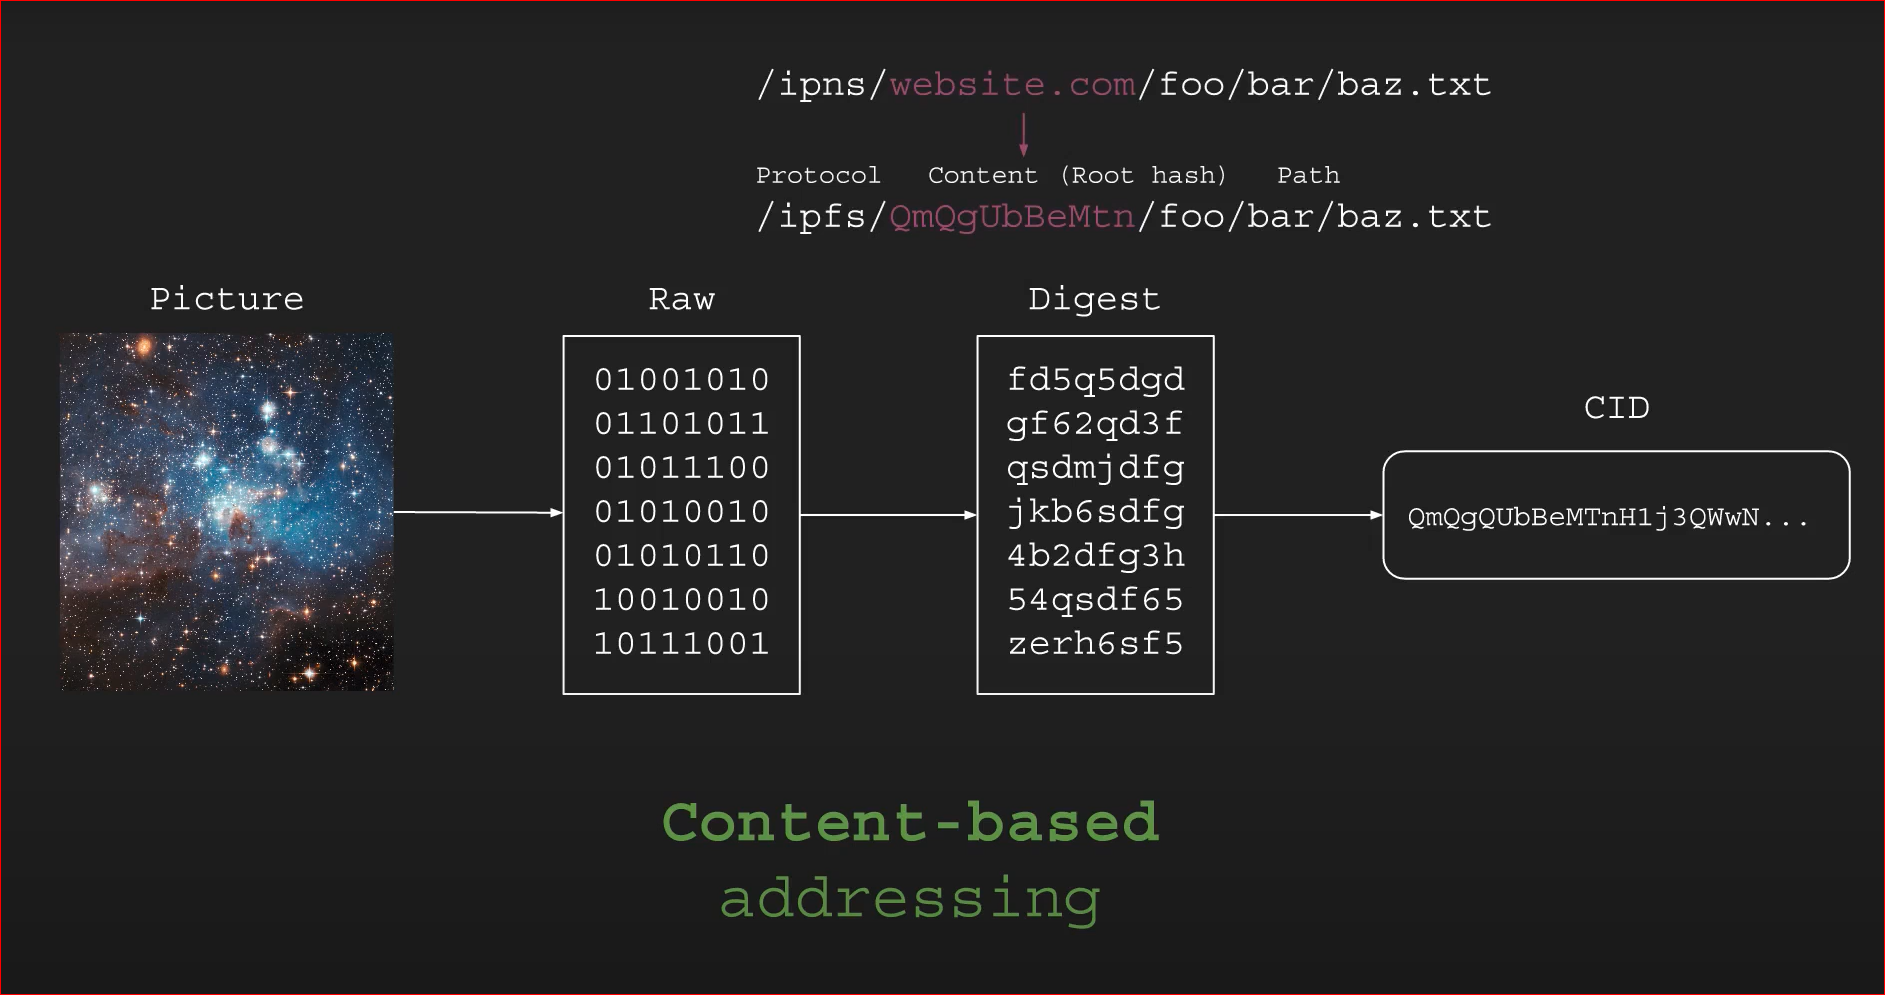 /ipns/website.com/foo/bar/baz.txt
Protocol Content (Root hash) Path
/ipfs/QmQgUbBeMtn/foo/bar/baz.txt
Picture
Raw
01001010
01101011
01011100
01010010
01010110
10010010
10111001
Digest
fd5q5dgd
gf62qd3f
qsdmjdfg
jkb6sdfg
4b2dfg3h
54qsdf65
zerh6sf5
CID
QmQgQUbBeMTnH1j3QWwN...
Content-based
addressing